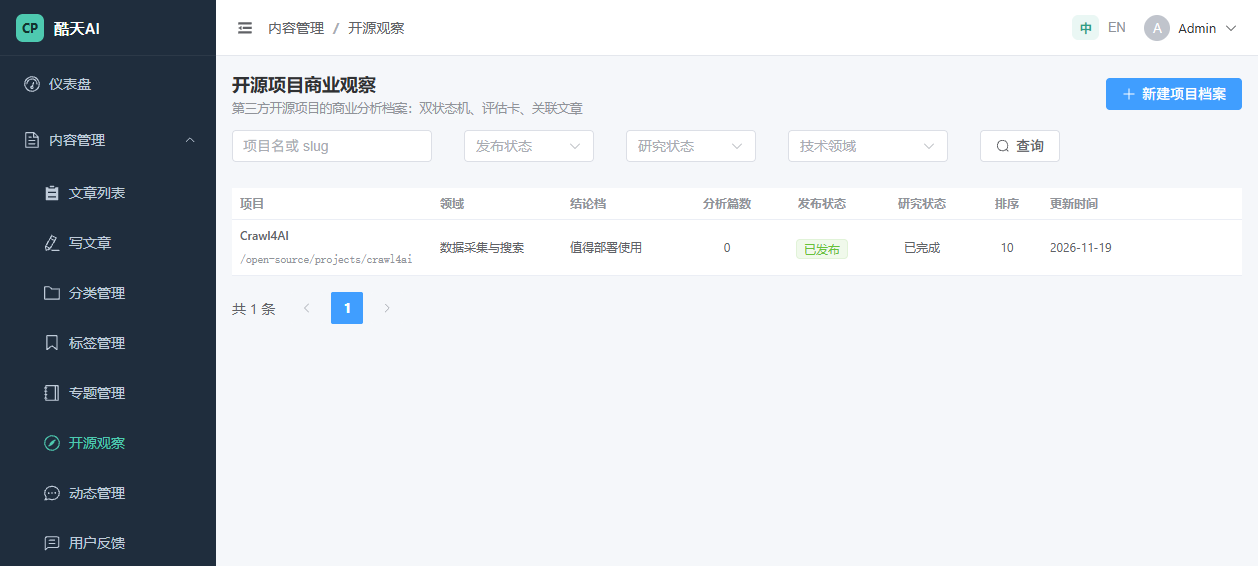 CP 酷天AI
内容管理 / 开源观察
中 EN A Admin
仪表盘
内容管理
文章列表
写文章
分类管理
标签管理
专题管理
开源观察
动态管理
用户反馈
开源项目商业观察
第三方开源项目的商业分析档案：双状态机、评估卡、关联文章
新建项目档案
项目名或 slug 发布状态 研究状态 技术领域 查询
项目 领域 结论档 分析篇数 发布状态 研究状态 排序 更新时间
Crawl4AI
/open-source/projects/crawl4ai
数据采集与搜索 值得部署使用 0 已发布 已完成 10 2026-11-19
共 1 条 1